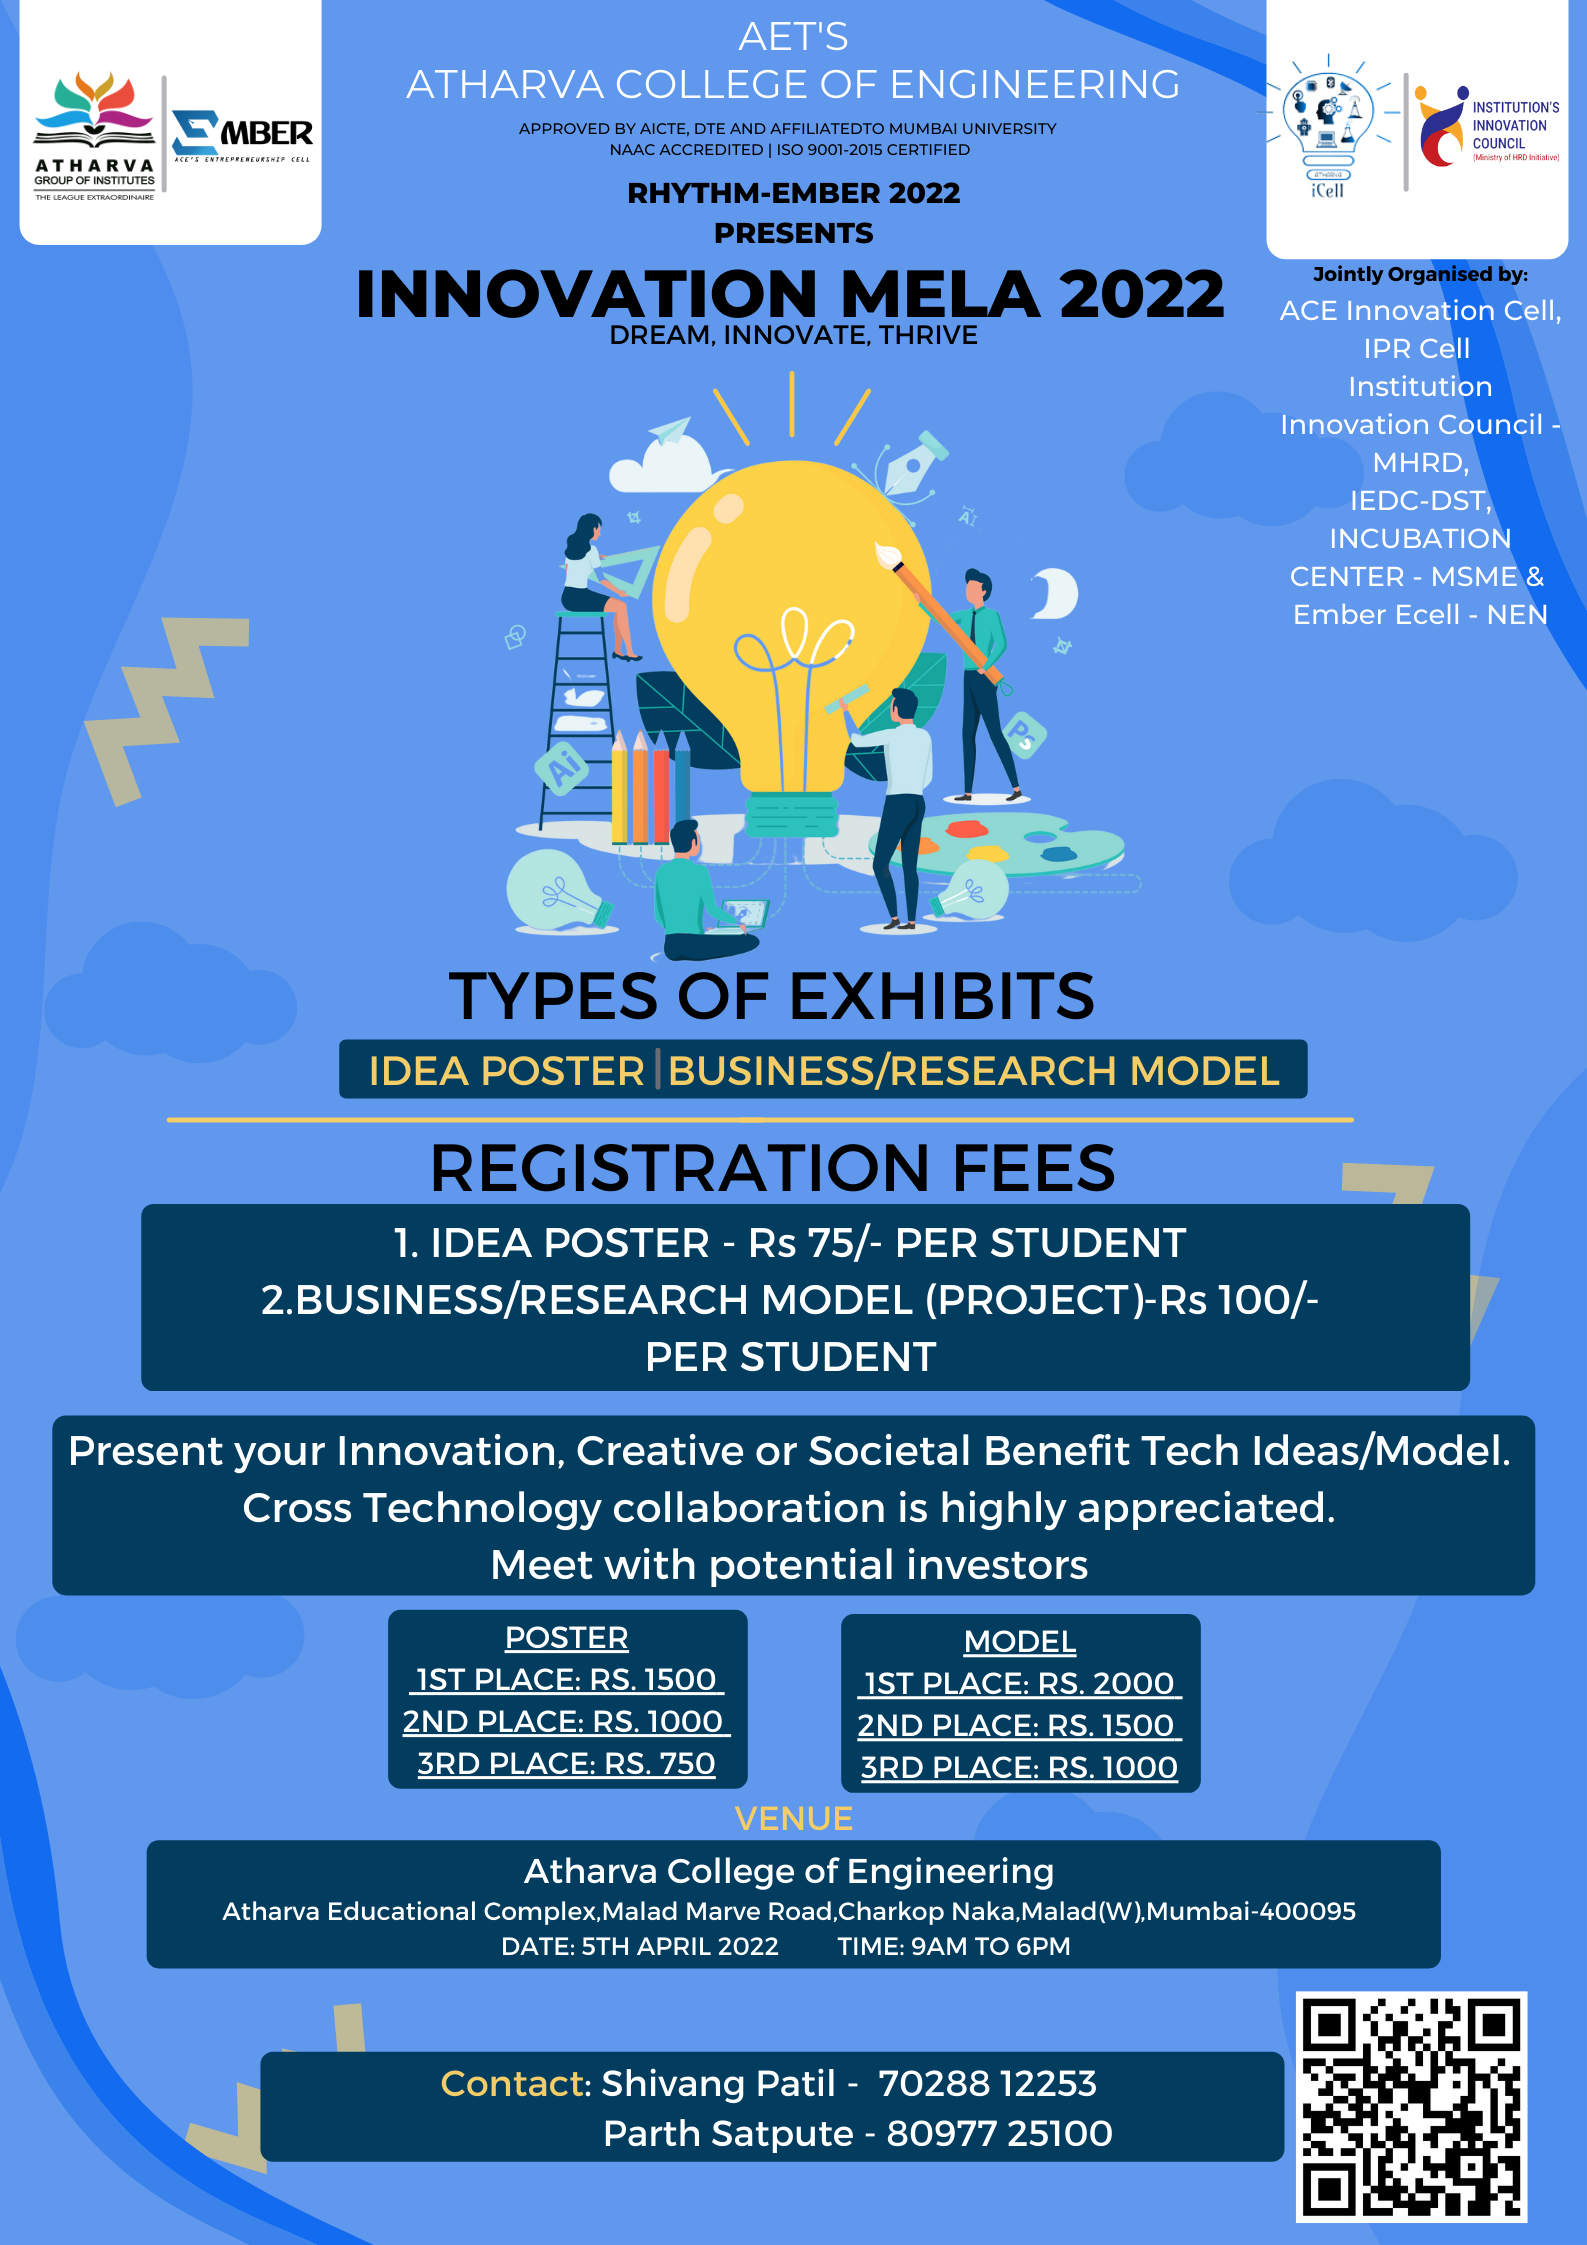 AET'S
ATHARVA COLLEGE OF ENGINEERING
APPROVED BY AICTE, DTE AND AFFILIATEDTO MUMBAI UNIVERSITY
NAAC ACCREDITED | ISO 9001-2015 CERTIFIED
ATHARVA
GROUP OF INSTITUTES
THE LEAGUE EXTRAORDINAIRE
EMBER
ACE'S ENTREPRENEURSHIP CELL
ATHARVA
iCell
INSTITUTION'S
INNOVATION
COUNCIL
(Ministry of HRD Initiative)
RHYTHM-EMBER 2022
PRESENTS
INNOVATION MELA 2022
DREAM, INNOVATE, THRIVE
Jointly Organised by:
ACE Innovation Cell,
IPR Cell
Institution
Innovation Council -
MHRD,
IEDC-DST,
INCUBATION
CENTER - MSME &
Ember Ecell - NEN
AI
Ps
Ai
TYPES OF EXHIBITS
IDEA POSTER | BUSINESS/RESEARCH MODEL
REGISTRATION FEES
1. IDEA POSTER - Rs 75/- PER STUDENT
2.BUSINESS/RESEARCH MODEL (PROJECT)-Rs 100/-
PER STUDENT
Present your Innovation, Creative or Societal Benefit Tech Ideas/Model.
Cross Technology collaboration is highly appreciated.
Meet with potential investors
POSTER
1ST PLACE: RS. 1500
2ND PLACE: RS. 1000
3RD PLACE: RS. 750
MODEL
1ST PLACE: RS. 2000
2ND PLACE: RS. 1500
3RD PLACE: RS. 1000
VENUE
Atharva College of Engineering
Atharva Educational Complex,Malad Marve Road,Charkop Naka,Malad(W),Mumbai-400095
DATE: 5TH APRIL 2022 TIME: 9AM TO 6PM
Contact: Shivang Patil - 70288 12253
Parth Satpute - 80977 25100